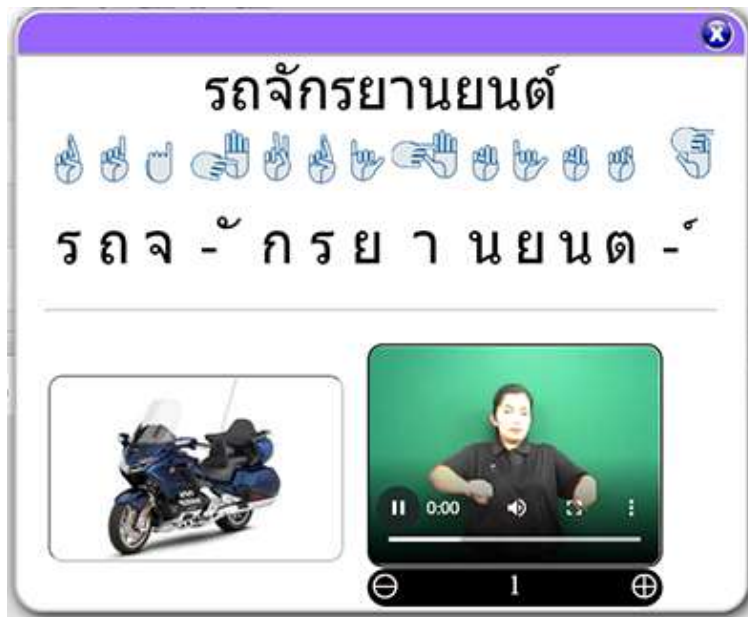 รถจักรยานยนต์
ร ถ จ -ั ก ร ย า น ย น ต -์
0:00
1